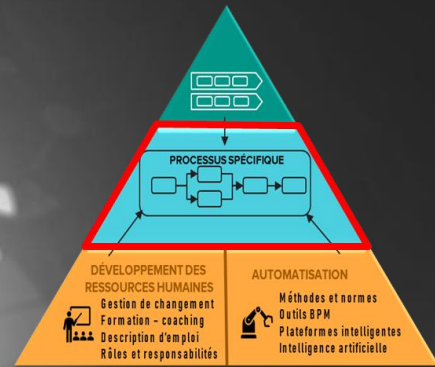 PROCESSUS SPÉCIFIQUE
DÉVELOPPEMENT DES
RESSOURCES HUMAINES
Gestion de changement
Formation - coaching
Description d'emploi
Rôles et responsabilités
AUTOMATISATION
Méthodes et normes
Outils BPM
Plateformes intelligentes
Intelligence artificielle